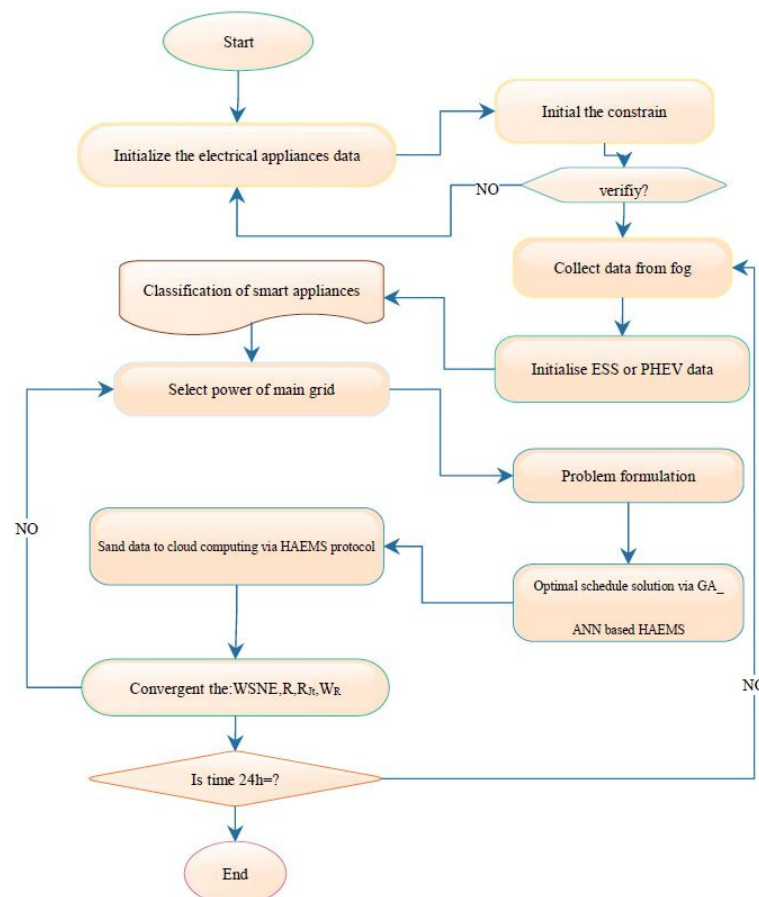 Start
Initial the constrain
Initialize the electrical appliances data
NO
verifiy?
Collect data from fog
Classification of smart appliances
Initialise ESS or PHEV data
Select power of main grid
Problem formulation
NO
Sand data to cloud computing via HAEMS protocol
Optimal schedule solution via GA_
ANN based HAEMS
Convergent the:WSNE,R,R_Jt,W_R
NO
Is time 24h=?
End